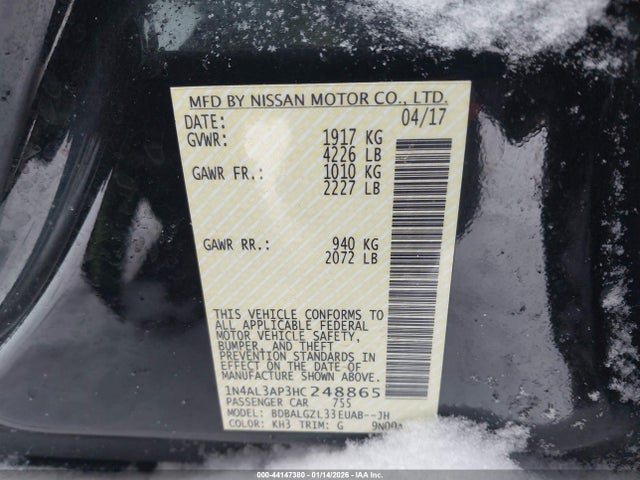 MFD BY NISSAN MOTOR CO., LTD.
DATE: 04/17
GVWR: 1917 KG
4226 LB
GAWR FR.: 1010 KG
2227 LB
GAWR RR.: 940 KG
2072 LB
THIS VEHICLE CONFORMS TO
ALL APPLICABLE FEDERAL
MOTOR VEHICLE SAFETY,
BUMPER, AND THEFT
PREVENTION STANDARDS IN
EFFECT ON THE DATE OF
MANUFACTURE SHOWN ABOVE.
1N4AL3AP3HC248865
PASSENGER CAR 755
MODEL: BDBALGZL33EUAB--JH
COLOR: KH3 TRIM: G
000-44147380 | 01/14/2026 - IAAI.COM